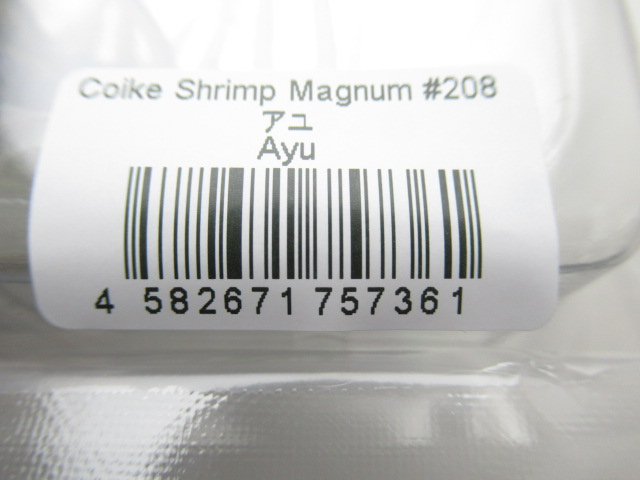 Coike Shrimp Magnum #208
アユ
Ayu
4 582671 757361